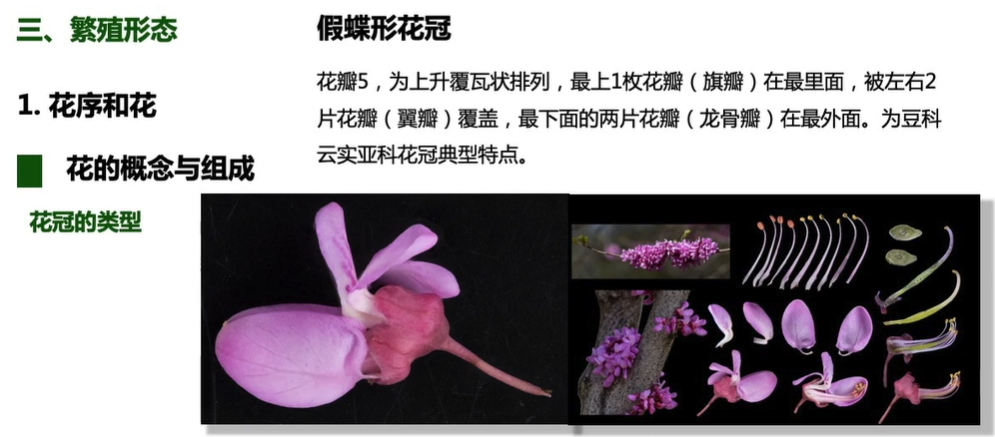 三、繁殖形态
1. 花序和花
花的概念与组成
花冠的类型
假蝶形花冠
花瓣5，为上升覆瓦状排列，最上1枚花瓣（旗瓣）在最里面，被左右2
片花瓣（翼瓣）覆盖，最下面的两片花瓣（龙骨瓣）在最外面。为豆科
云实亚科花冠典型特点。